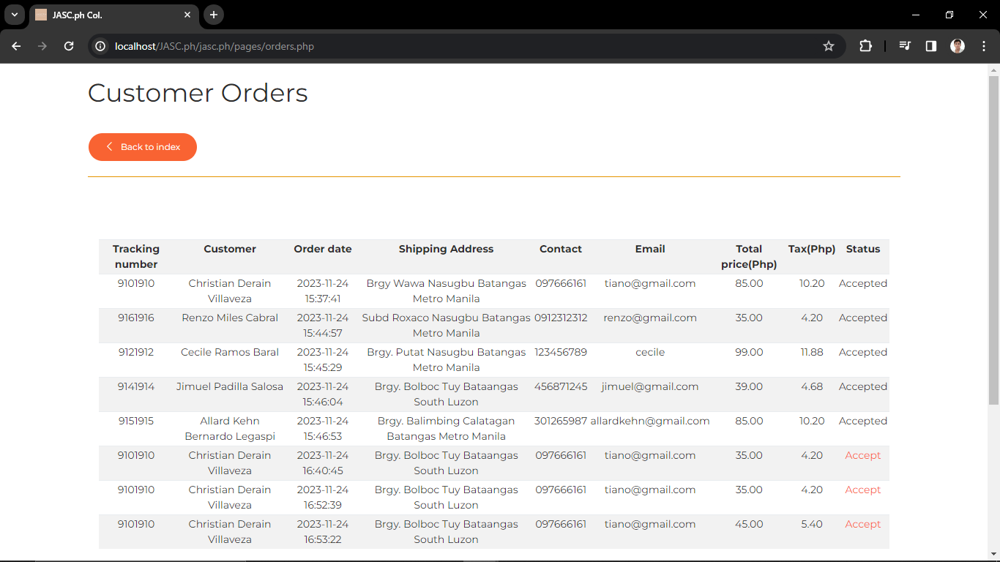 JASC.ph Col.
localhost/JASC.ph/jasc.ph/pages/orders.php
Customer Orders
Back to index
Tracking number Customer Order date Shipping Address Contact Email Total price(Php) Tax(Php) Status
9101910 Christian Derain Villaveza 2023-11-24 15:37:41 Brgy Wawa Nasugbu Batangas Metro Manila 097666161 tiano@gmail.com 85.00 10.20 Accepted
9161916 Renzo Miles Cabral 2023-11-24 15:44:57 Subd Roxaco Nasugbu Batangas Metro Manila 0912312312 renzo@gmail.com 35.00 4.20 Accepted
9121912 Cecile Ramos Baral 2023-11-24 15:45:29 Brgy. Putat Nasugbu Batangas Metro Manila 123456789 cecile 99.00 11.88 Accepted
9141914 Jimuel Padilla Salosa 2023-11-24 15:46:04 Brgy. Bolboc Tuy Bataangas South Luzon 456871245 jimuel@gmail.com 39.00 4.68 Accepted
9151915 Allard Kehn Bernardo Legaspi 2023-11-24 15:46:53 Brgy. Balimbing Calatagan Batangas Metro Manila 301265987 allardkehn@gmail.com 85.00 10.20 Accepted
9101910 Christian Derain Villaveza 2023-11-24 16:40:45 Brgy. Bolboc Tuy Bataangas South Luzon 097666161 tiano@gmail.com 35.00 4.20 Accept
9101910 Christian Derain Villaveza 2023-11-24 16:52:39 Brgy. Bolboc Tuy Bataangas South Luzon 097666161 tiano@gmail.com 35.00 4.20 Accept
9101910 Christian Derain Villaveza 2023-11-24 16:53:22 Brgy. Bolboc Tuy Bataangas South Luzon 097666161 tiano@gmail.com 45.00 5.40 Accept